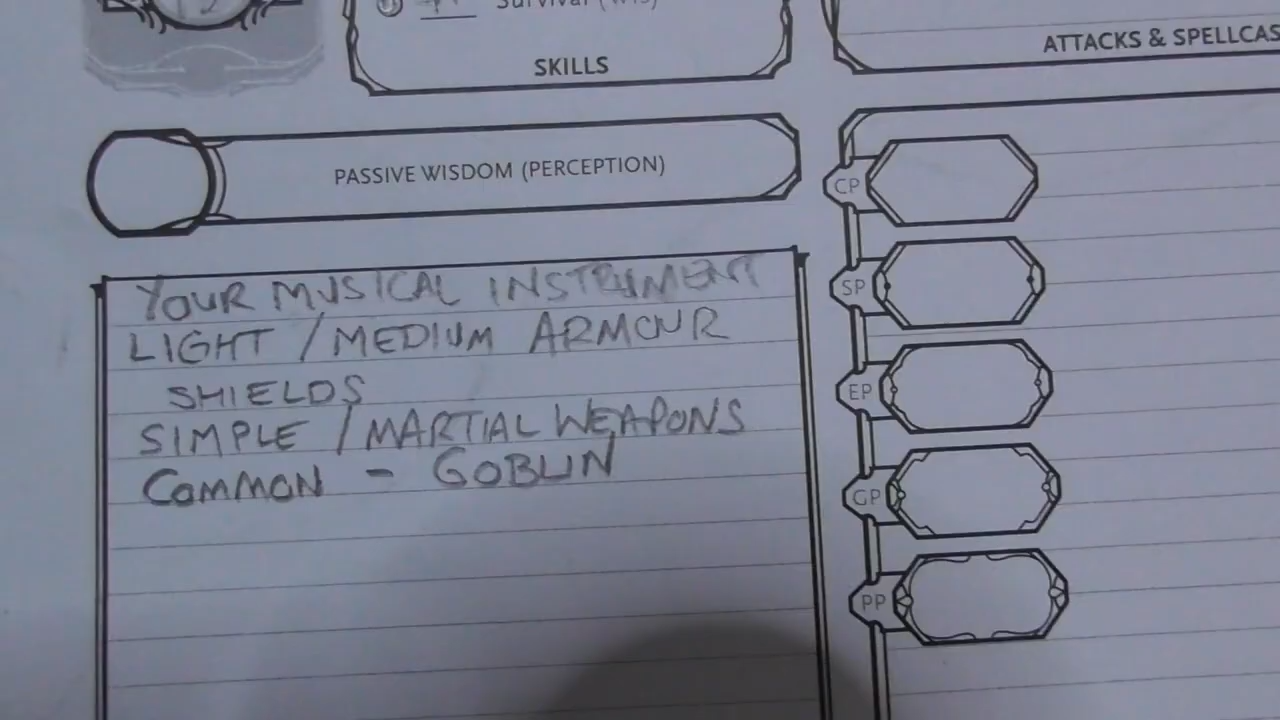 12
Survival (Wis)
SKILLS
ATTACKS & SPELLCAS
PASSIVE WISDOM (PERCEPTION)
YOUR MUSICAL INSTRUMENT
LIGHT / MEDIUM ARMOUR
SHIELDS
SIMPLE / MARTIAL WEAPONS
COMMON - GOBLIN
CP
SP
EP
GP
PP